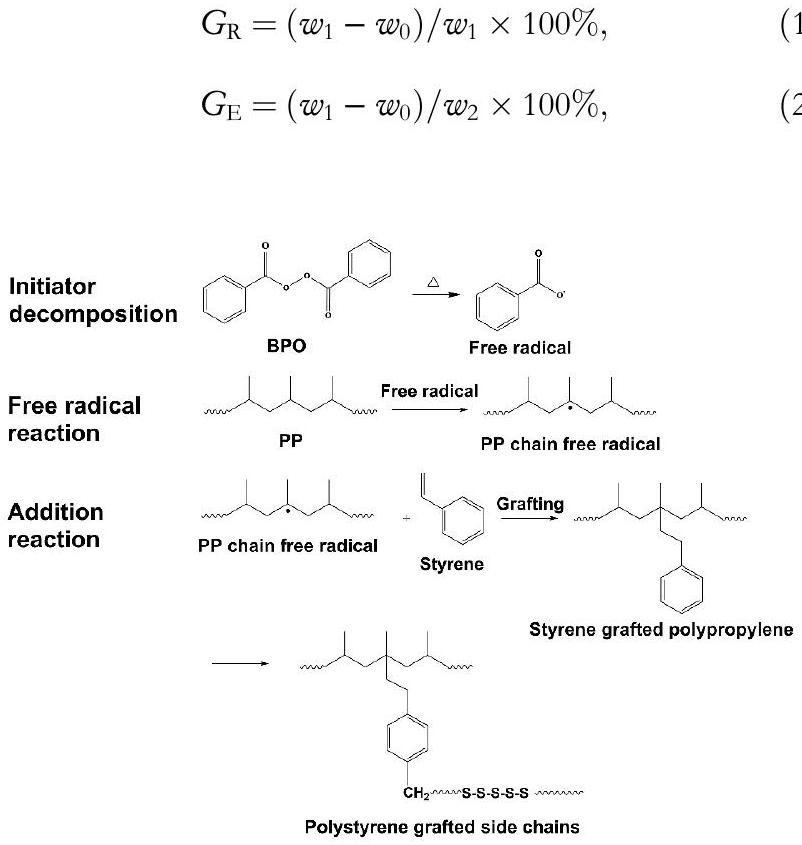 G_R = (w_1 − w_0)/w_1 × 100%, (1
G_E = (w_1 − w_0)/w_2 × 100%, (2
Initiator
decomposition
O
O
O
O
BPO
△
O
O·
Free radical
Free radical
reaction
PP
Free radical
PP chain free radical
Addition
reaction
PP chain free radical
+
Styrene
Grafting
Styrene grafted polypropylene
CH2 S-S-S-S-S
Polystyrene grafted side chains